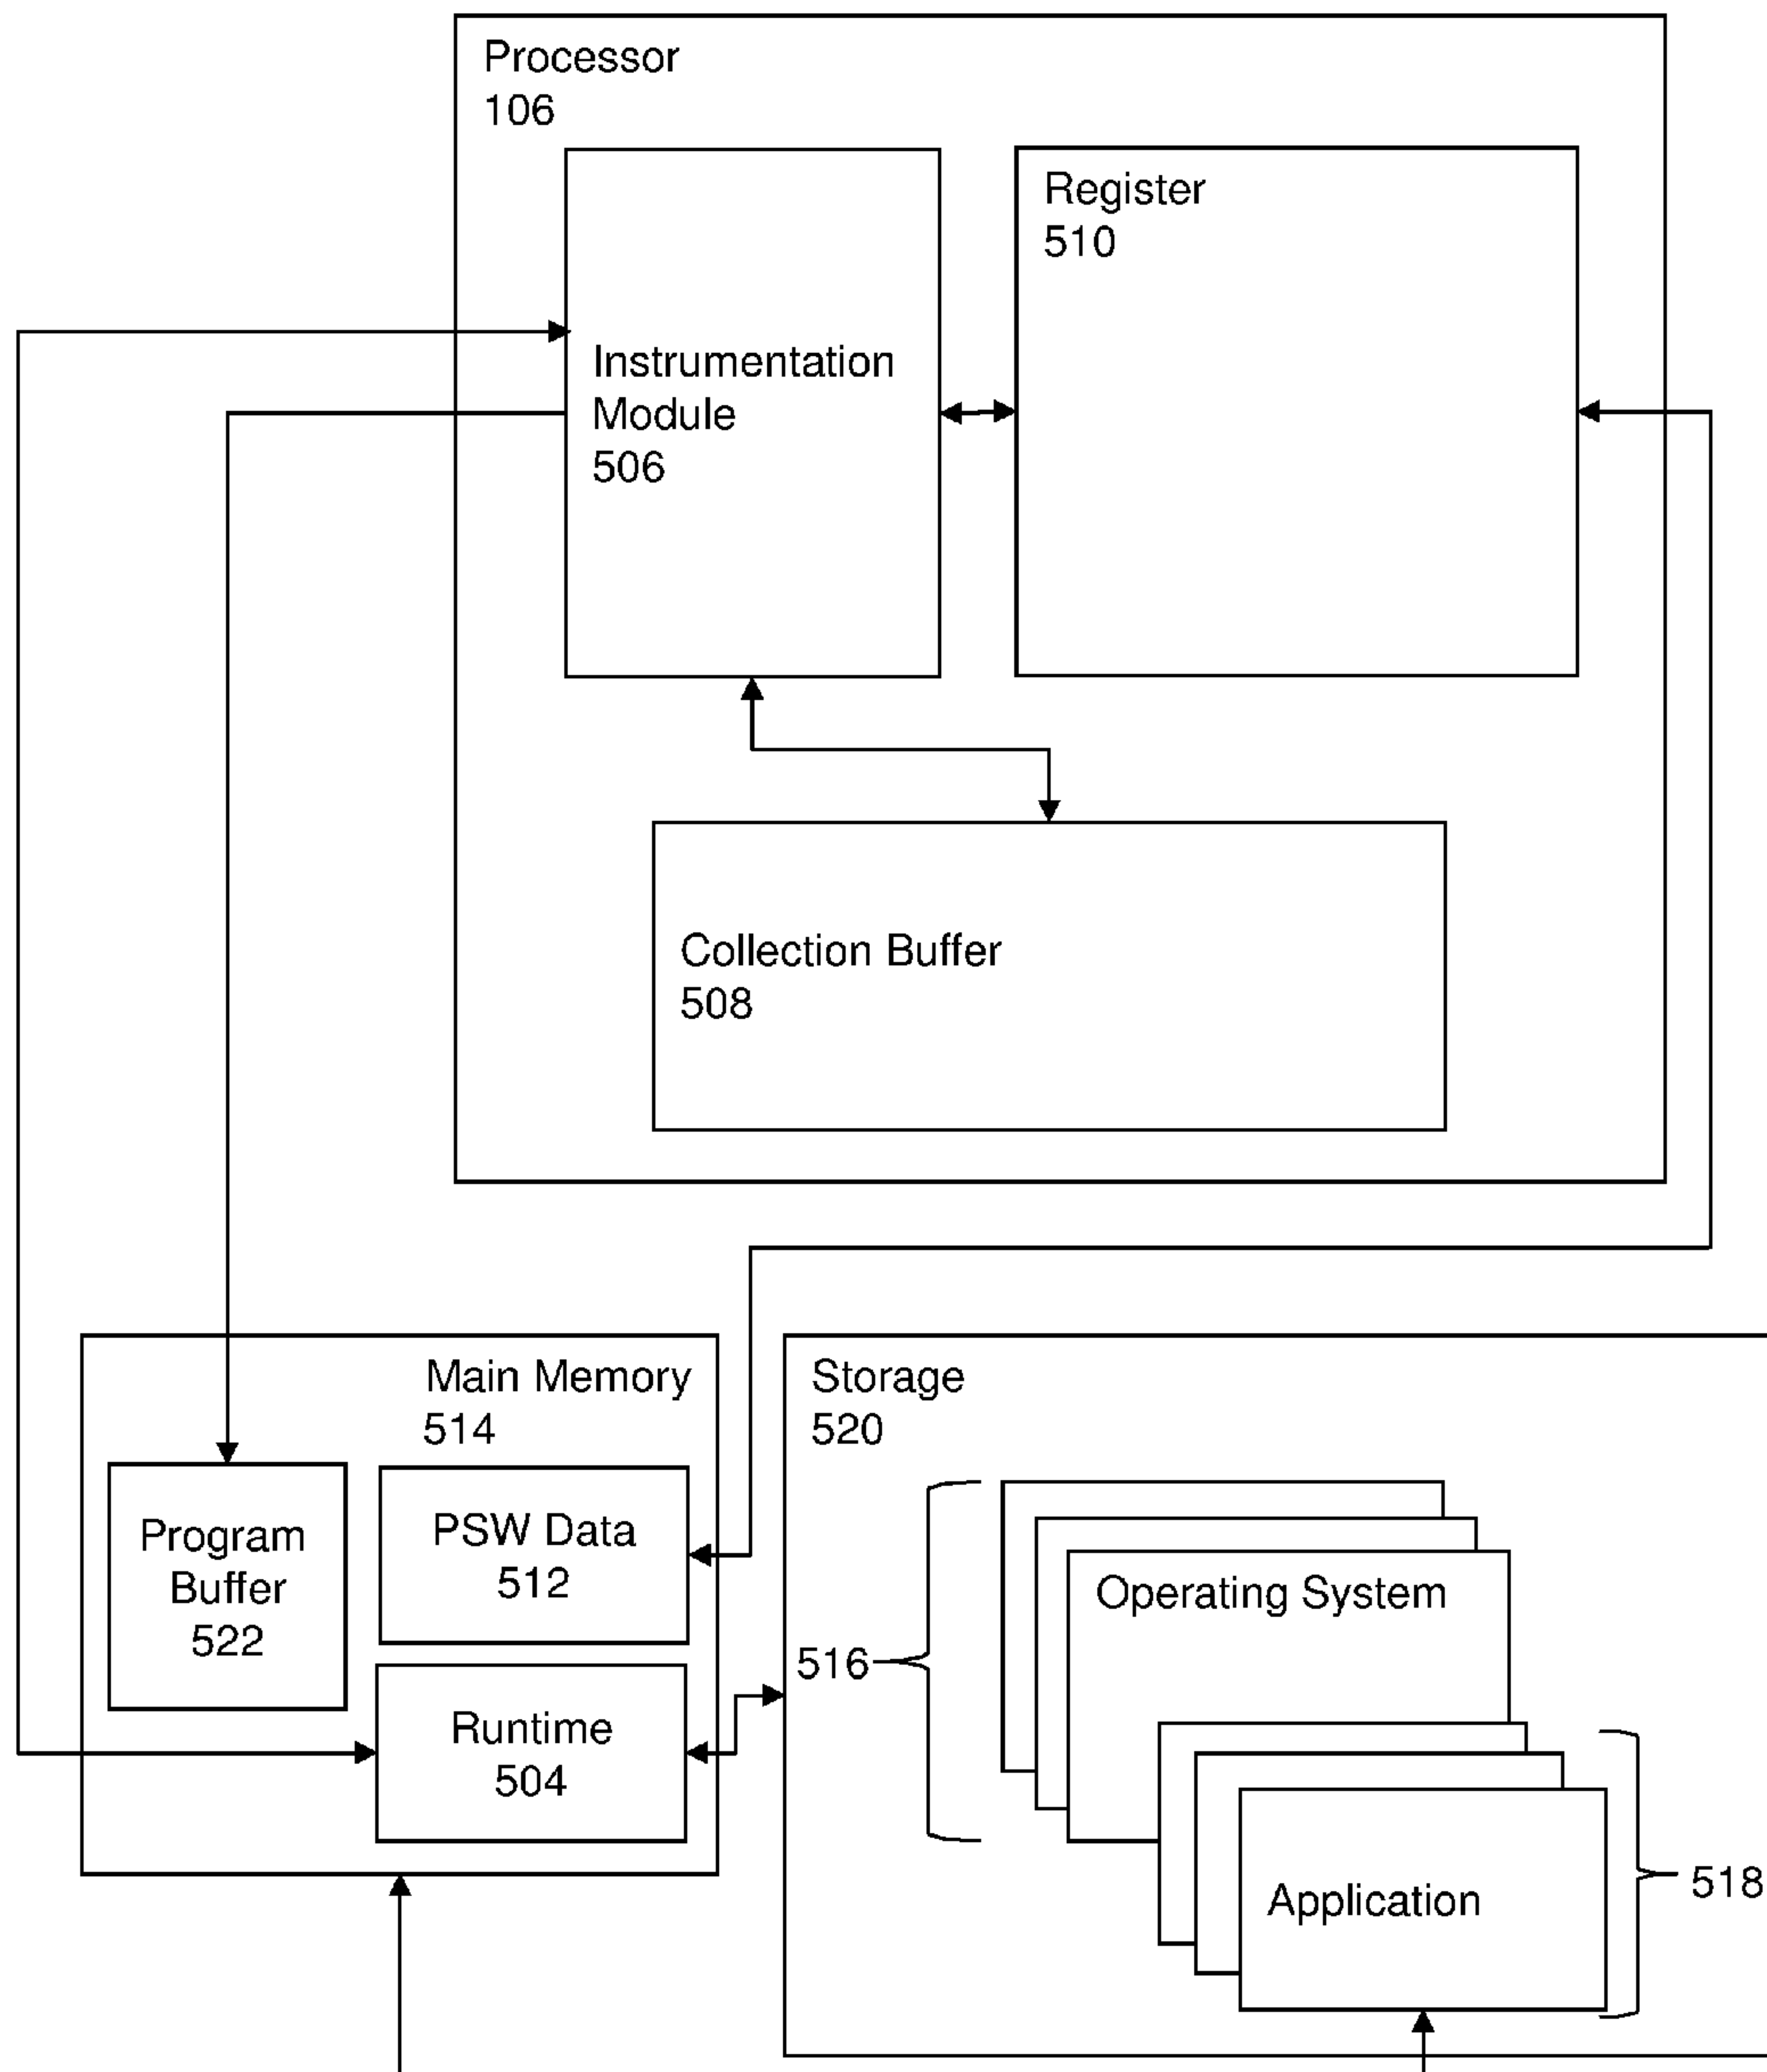 Processor
106
Register
510
Instrumentation
Module
506
Collection Buffer
508
Main Memory
514
Storage
520
Program
Buffer
522
PSW Data
512
Runtime
504
Operating System
516
Application
518